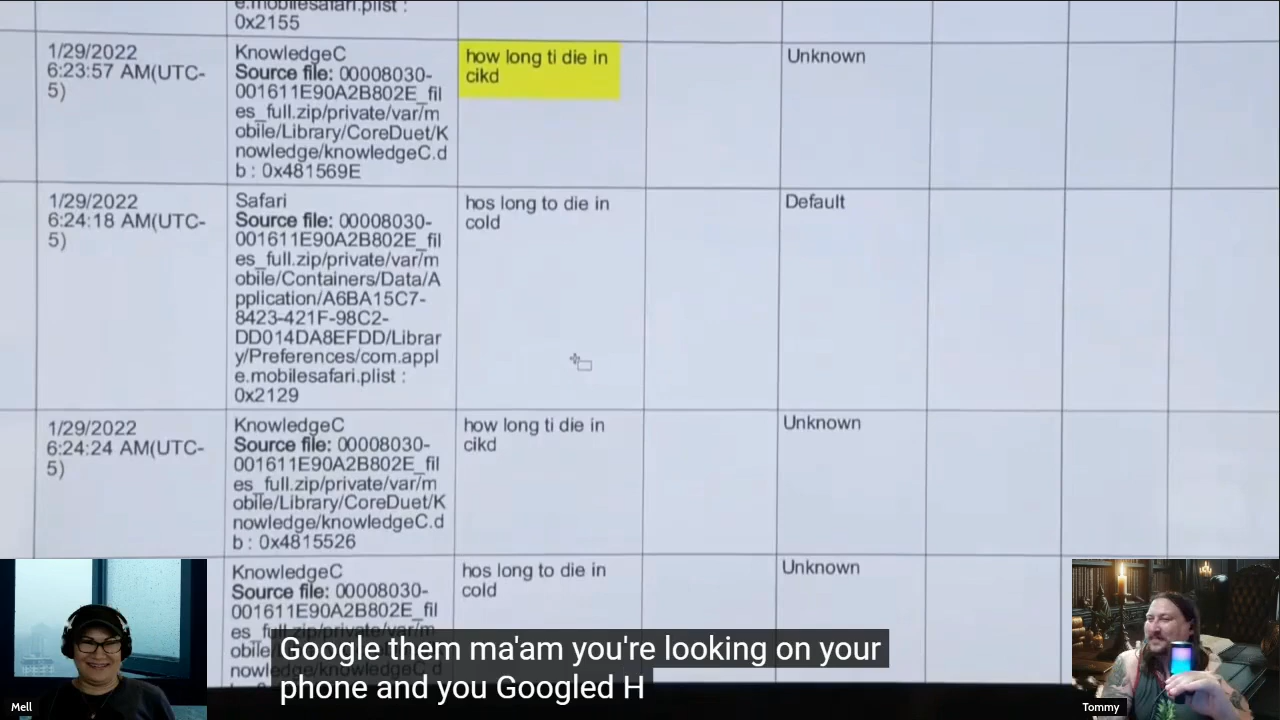 e.mobilesafari.plist :
0x2155
1/29/2022
6:23:57 AM(UTC-
5)
KnowledgeC
Source file: 00008030-
001611E90A2B802E_fil
es_full.zip/private/var/m
obile/Library/CoreDuet/K
nowledge/knowledgeC.d
b : 0x481569E
how long ti die in
cikd
Unknown
1/29/2022
6:24:18 AM(UTC-
5)
Safari
Source file: 00008030-
001611E90A2B802E_fil
es_full.zip/private/var/m
obile/Containers/Data/A
pplication/A6BA15C7-
8423-421F-98C2-
DD014DA8EFDD/Librar
y/Preferences/com.appl
e.mobilesafari.plist :
0x2129
hos long to die in
cold
Default
1/29/2022
6:24:24 AM(UTC-
5)
KnowledgeC
Source file: 00008030-
001611E90A2B802E_fil
es_full.zip/private/var/m
obile/Library/CoreDuet/K
nowledge/knowledgeC.d
b : 0x4815526
how long ti die in
cikd
Unknown
KnowledgeC
Source file: 00008030-
001611E90A2B802E_fil
hos long to die in
cold
Unknown
Google them ma'am you're looking on your
phone and you Googled H
Mell
Tommy